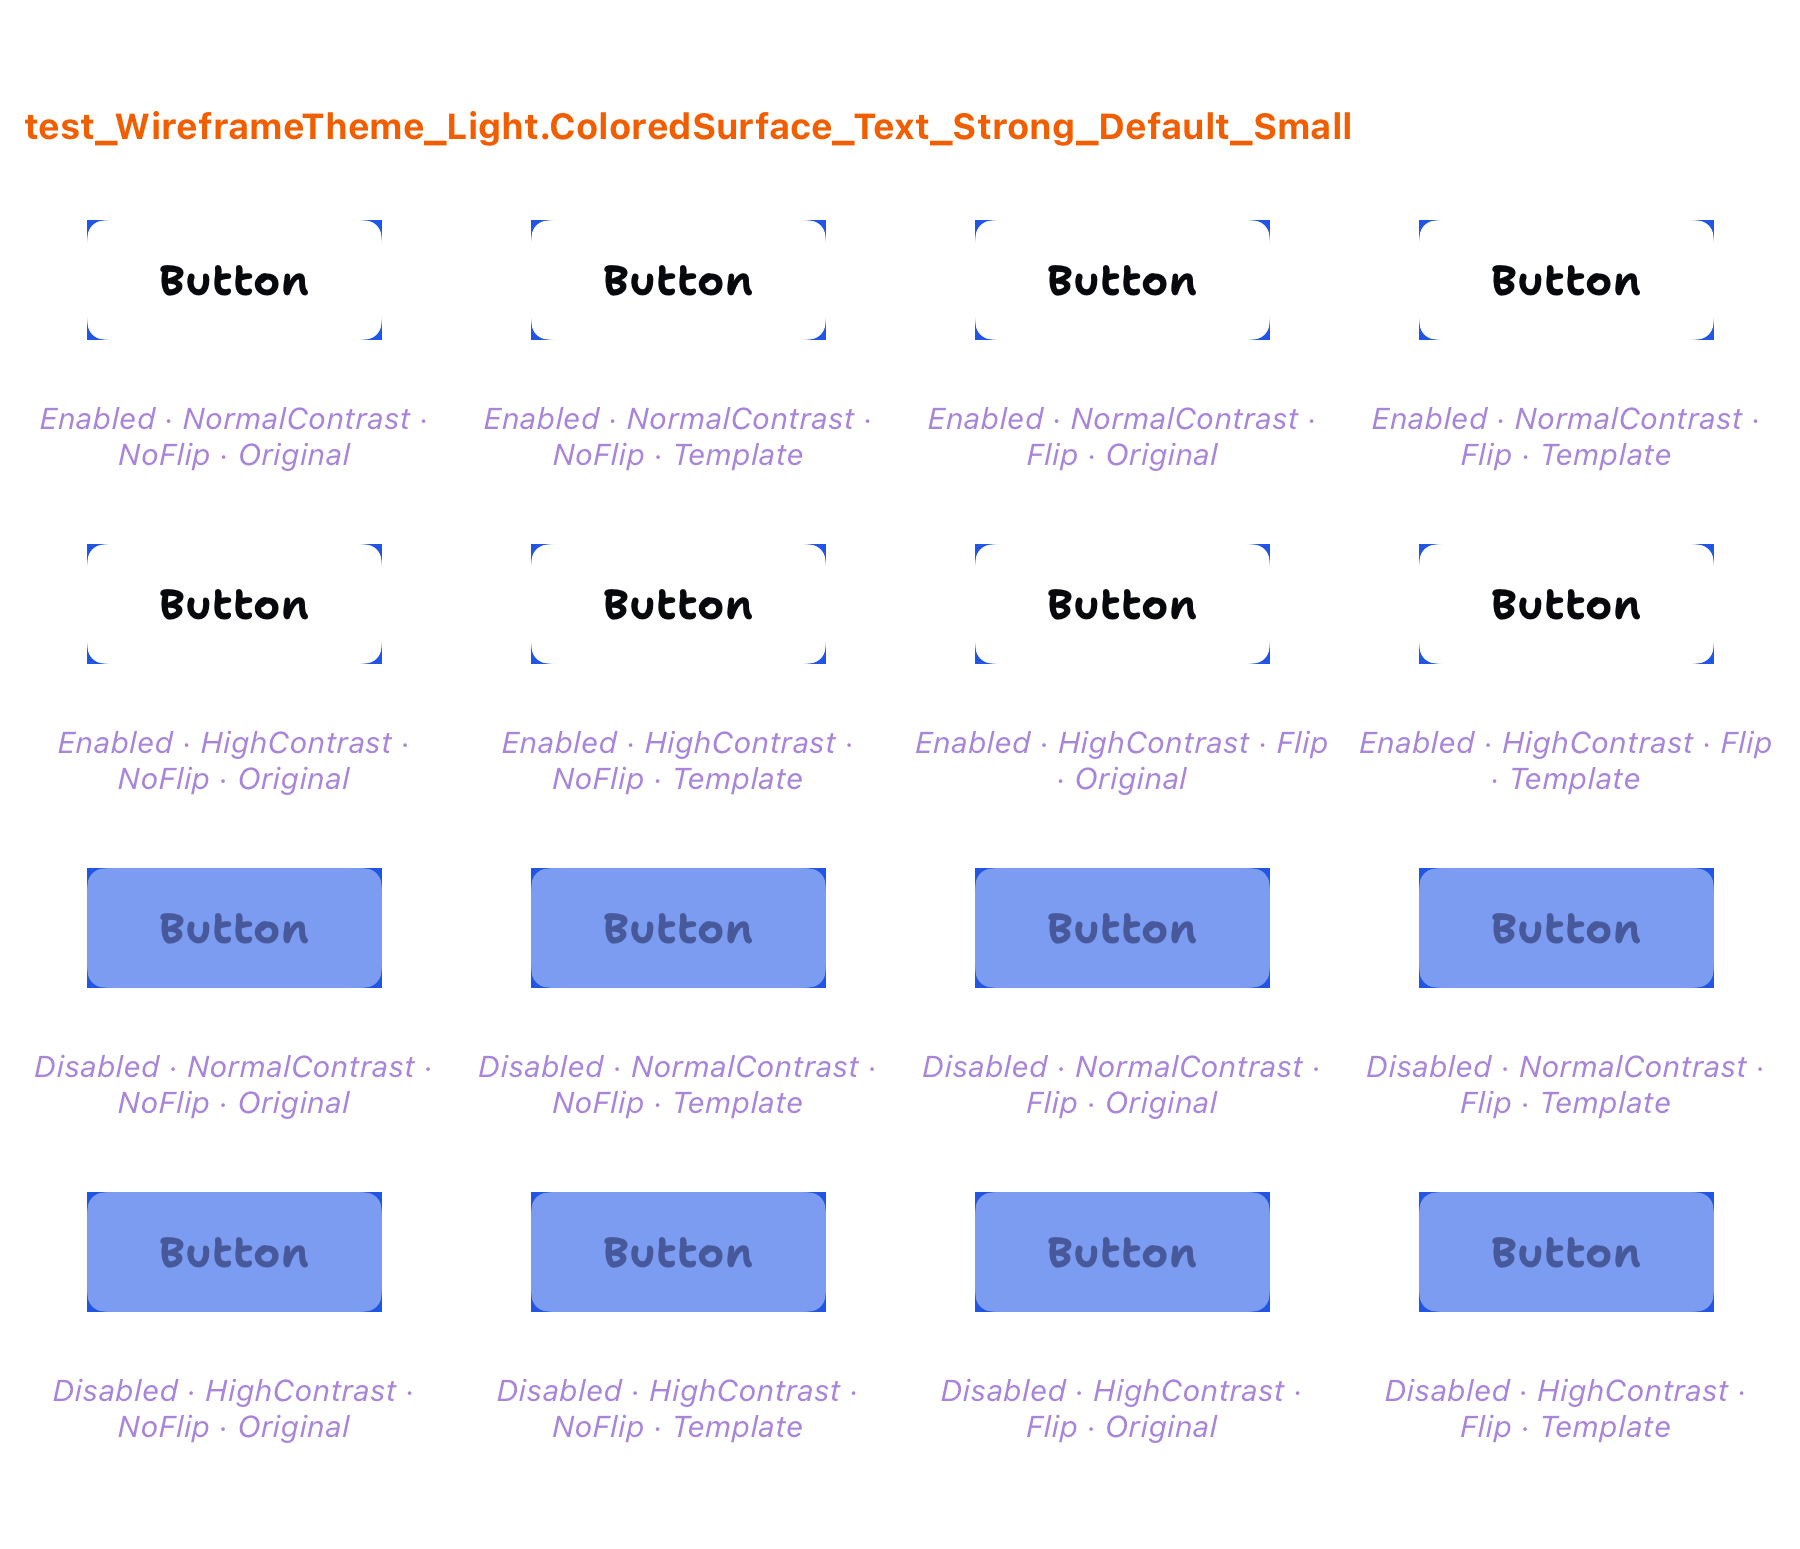 test_WireframeTheme_Light.ColoredSurface_Text_Strong_Default_Small
Button Button Button Button
Enabled · NormalContrast · Enabled · NormalContrast · Enabled · NormalContrast · Enabled · NormalContrast ·
NoFlip · Original NoFlip · Template Flip · Original Flip · Template
Button Button Button Button
Enabled · HighContrast · Enabled · HighContrast · Enabled · HighContrast · Flip Enabled · HighContrast · Flip
NoFlip · Original NoFlip · Template · Original · Template
Button Button Button Button
Disabled · NormalContrast · Disabled · NormalContrast · Disabled · NormalContrast · Disabled · NormalContrast ·
NoFlip · Original NoFlip · Template Flip · Original Flip · Template
Button Button Button Button
Disabled · HighContrast · Disabled · HighContrast · Disabled · HighContrast · Disabled · HighContrast ·
NoFlip · Original NoFlip · Template Flip · Original Flip · Template